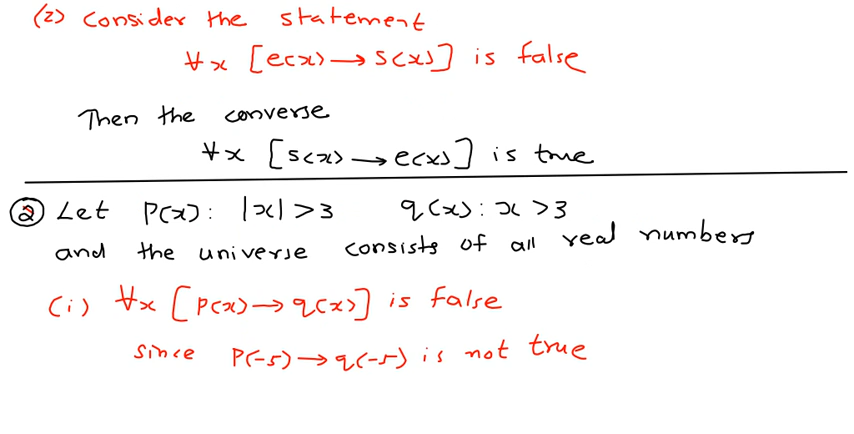 (2) Consider the statement
∀x [e(x) → s(x)] is false
Then the converse
∀x [s(x) → e(x)] is true
② Let p(x): |x| > 3 q(x): x > 3
and the universe consists of all real numbers
(i) ∀x [p(x) → q(x)] is false
since p(-5) → q(-5) is not true